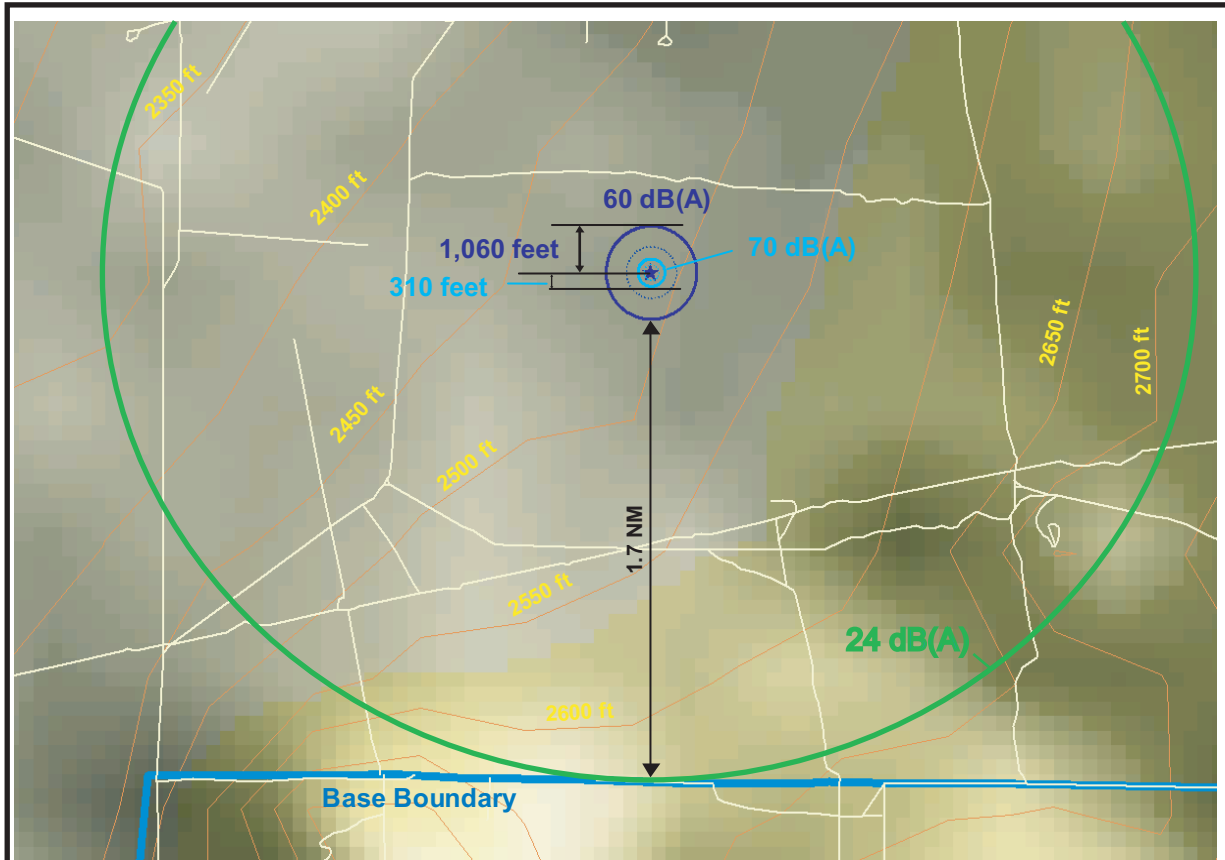 2350 ft
2400 ft
60 dB(A)
1,060 feet
70 dB(A)
310 feet
2650 ft
2700 ft
2450 ft
2500 ft
1.7 NM
2550 ft
24 dB(A)
2600 ft
Base Boundary